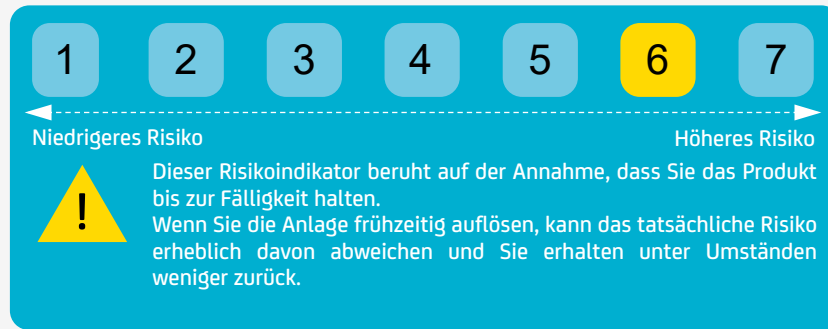 1 2 3 4 5 6 7
Niedrigeres Risiko Höheres Risiko
Dieser Risikoindikator beruht auf der Annahme, dass Sie das Produkt
bis zur Fälligkeit halten.
!
Wenn Sie die Anlage frühzeitig auflösen, kann das tatsächliche Risiko
erheblich davon abweichen und Sie erhalten unter Umständen
weniger zurück.